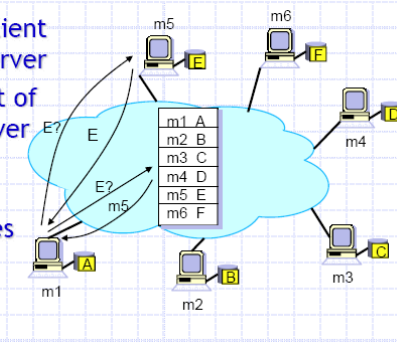 ient
rver
t of
ver
es
m5
E
m6
F
D
m4
E?
E
m1 A
m2 B
m3 C
m4 D
m5 E
m6 F
E?
m5
A
m1
B
m2
C
m3